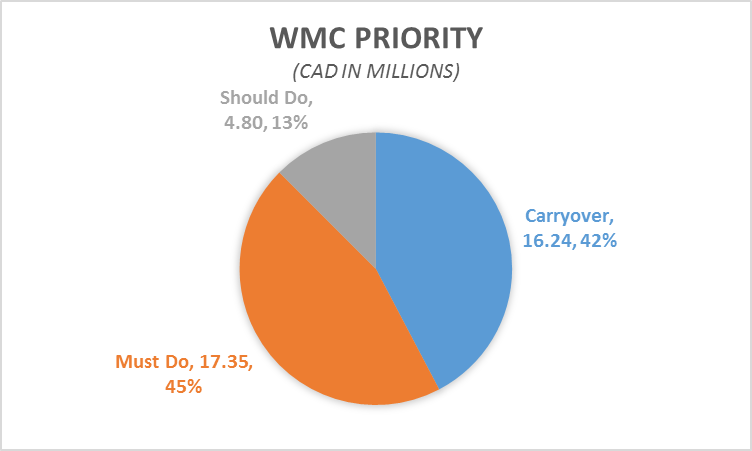 WMC PRIORITY
(CAD IN MILLIONS)
Should Do,
4.80, 13%
Carryover,
16.24, 42%
Must Do, 17.35,
45%